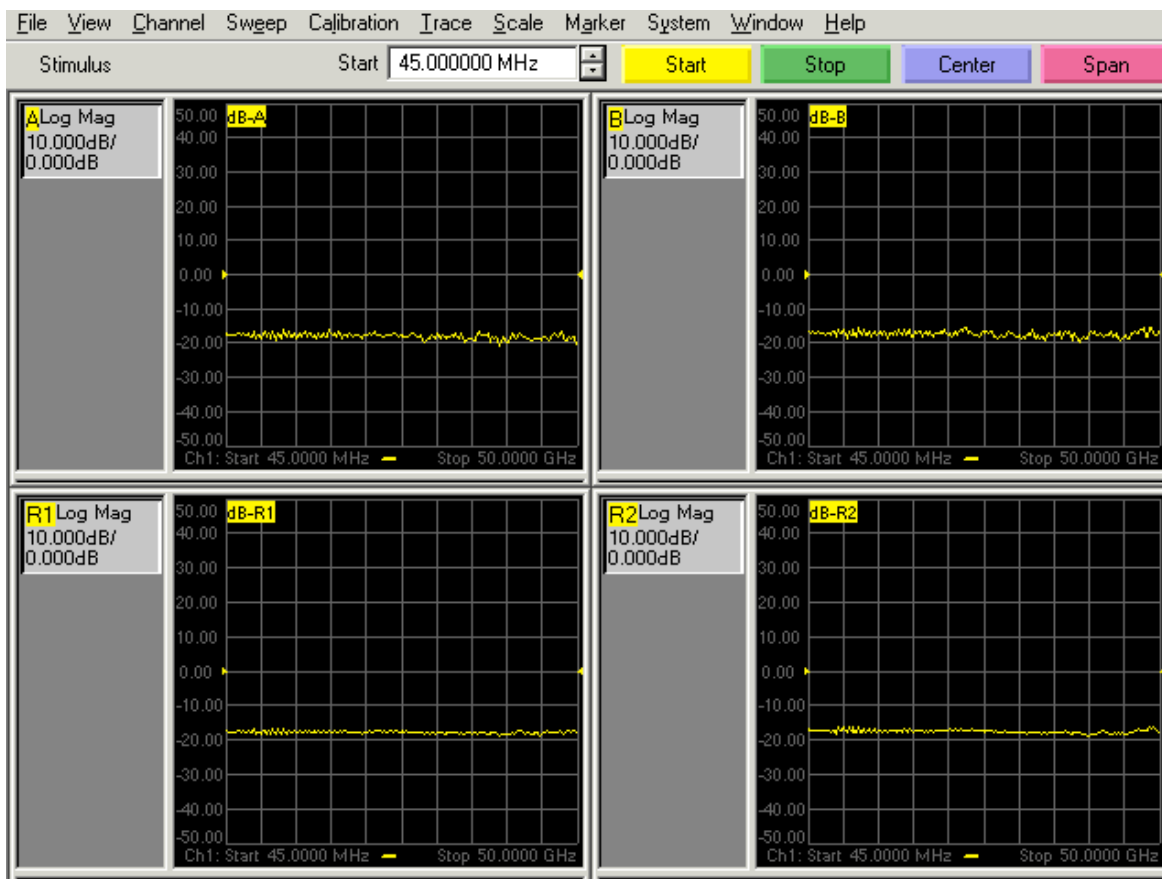 File View Channel Sweep Calibration Trace Scale Marker System Window Help
Stimulus Start 45.000000 MHz Start Stop Center Span
A Log Mag
10.000dB/
0.000dB
50.00 dB-A
40.00
30.00
20.00
10.00
0.00
-10.00
-20.00
-30.00
-40.00
-50.00
Ch1: Start 45.0000 MHz Stop 50.0000 GHz
B Log Mag
10.000dB/
0.000dB
50.00 dB-B
40.00
30.00
20.00
10.00
0.00
-10.00
-20.00
-30.00
-40.00
-50.00
Ch1: Start 45.0000 MHz Stop 50.0000 GHz
R1 Log Mag
10.000dB/
0.000dB
50.00 dB-R1
40.00
30.00
20.00
10.00
0.00
-10.00
-20.00
-30.00
-40.00
-50.00
Ch1: Start 45.0000 MHz Stop 50.0000 GHz
R2 Log Mag
10.000dB/
0.000dB
50.00 dB-R2
40.00
30.00
20.00
10.00
0.00
-10.00
-20.00
-30.00
-40.00
-50.00
Ch1: Start 45.0000 MHz Stop 50.0000 GHz